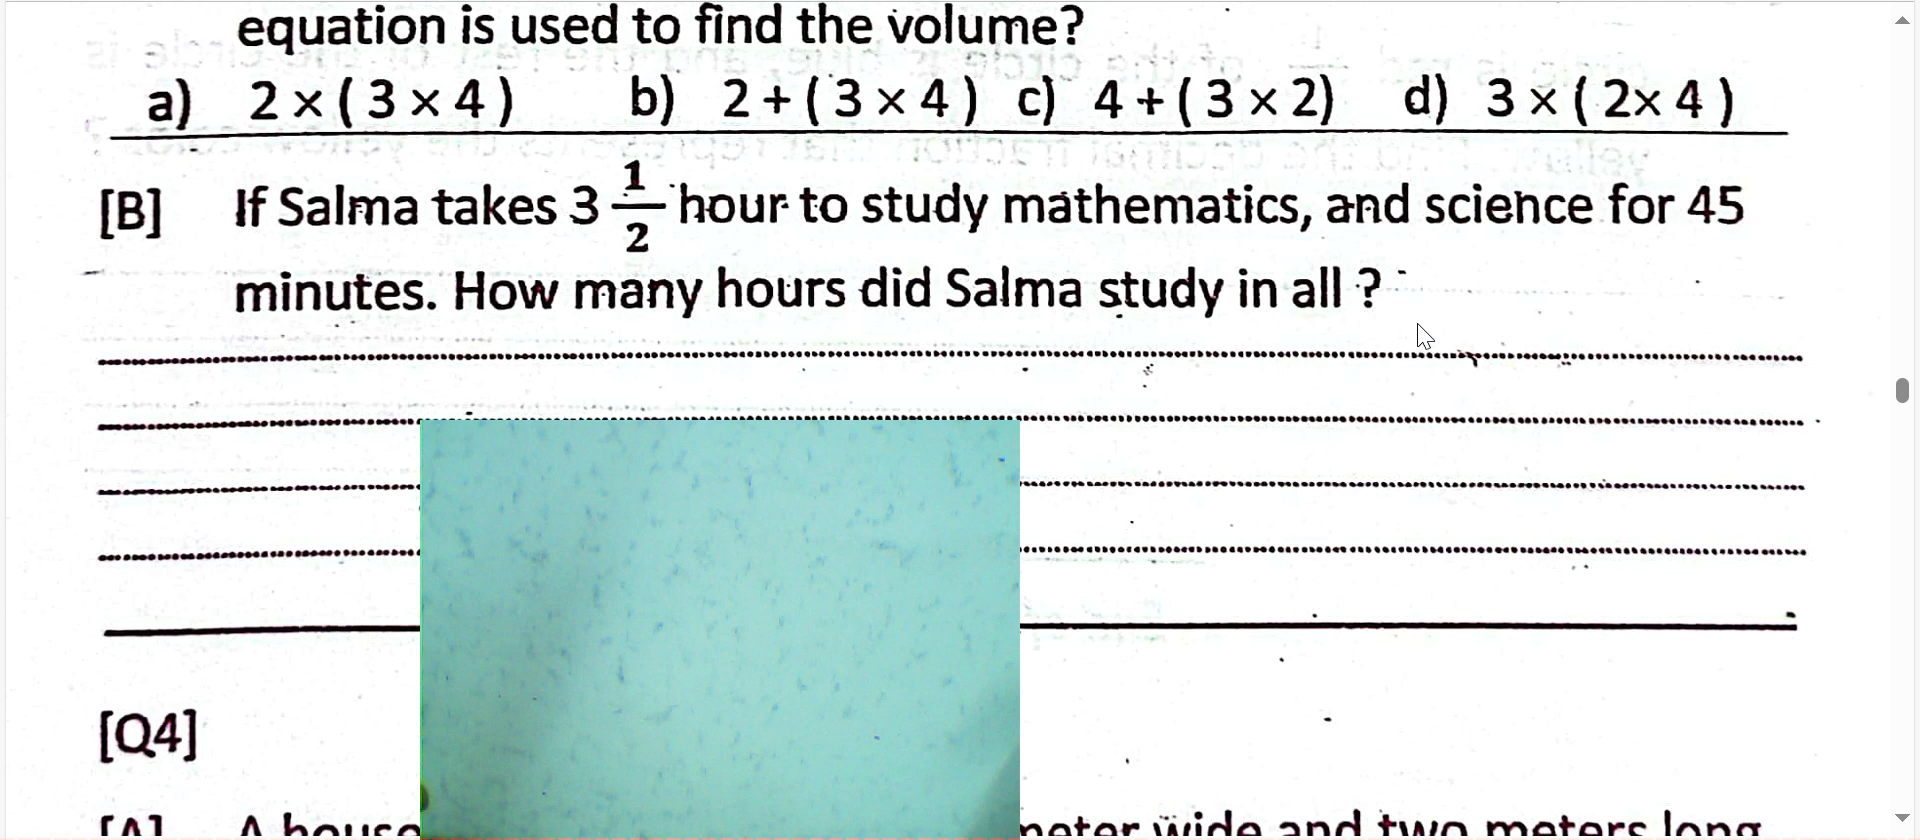 equation is used to find the volume?
a) 2 × ( 3 × 4 ) b) 2 + ( 3 × 4 ) c) 4 + ( 3 × 2) d) 3 × ( 2× 4 )
[B] If Salma takes 3 1/2 hour to study mathematics, and science for 45
minutes. How many hours did Salma study in all ?
[Q4]
[A] A house meter wide and two meters long